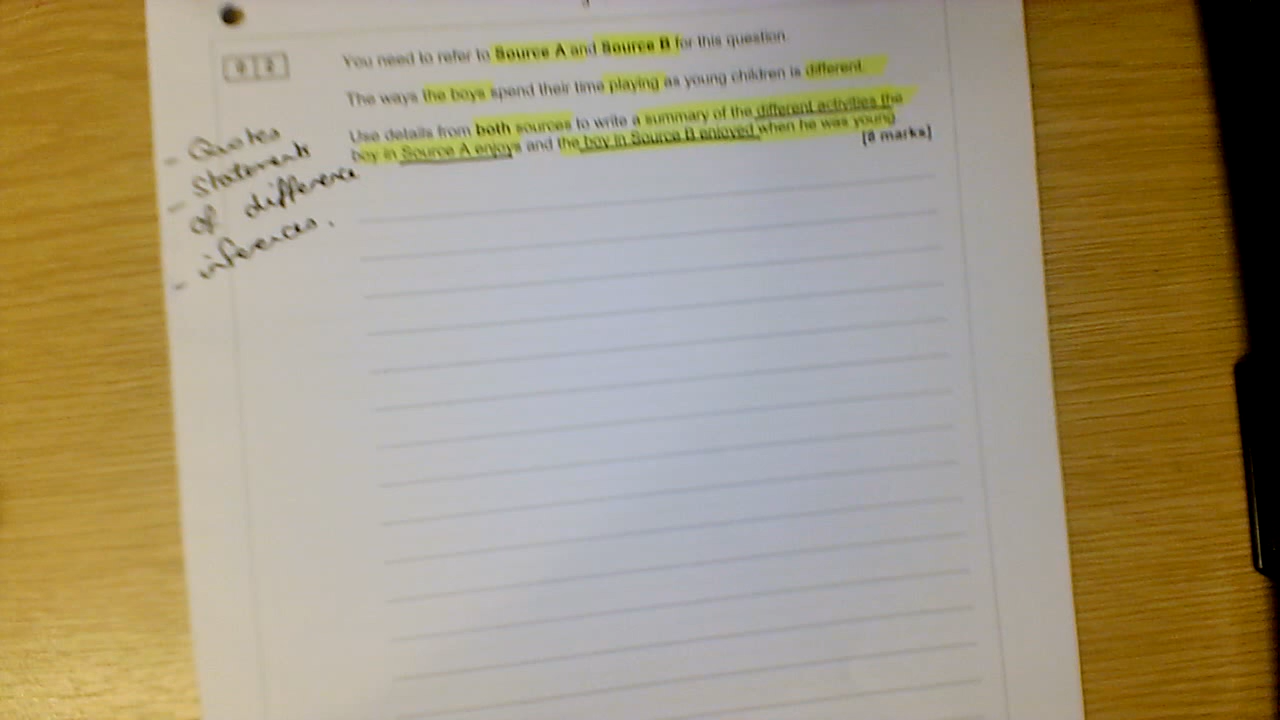 0 2
You need to refer to Source A and Source B for this question.
The ways the boys spend their time playing as young children is different.
Use details from both sources to write a summary of the different activities the
boy in Source A enjoys and the boy in Source B enjoyed when he was young
[8 marks]
- Quotes
- Statements
of difference
- inferences.